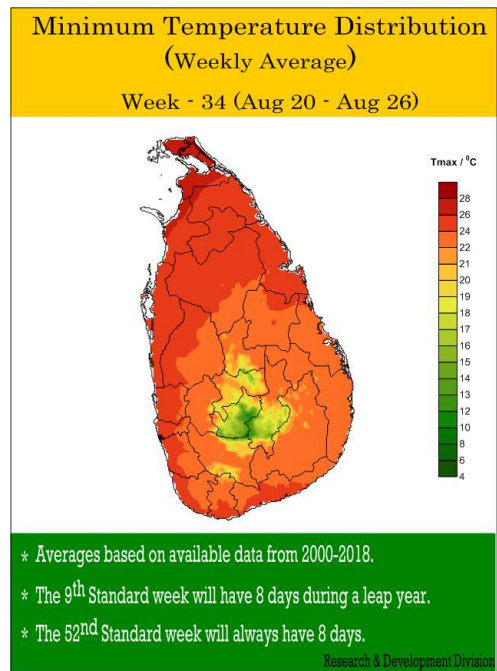 Minimum Temperature Distribution
(Weekly Average)
Week - 34 (Aug 20 - Aug 26)
Tmax / ⁰C
28
26
24
22
21
20
19
18
17
16
15
14
13
12
10
8
6
4
* Averages based on available data from 2000-2018.
* The 9th Standard week will have 8 days during a leap year.
* The 52nd Standard week will always have 8 days.
Research & Development Division